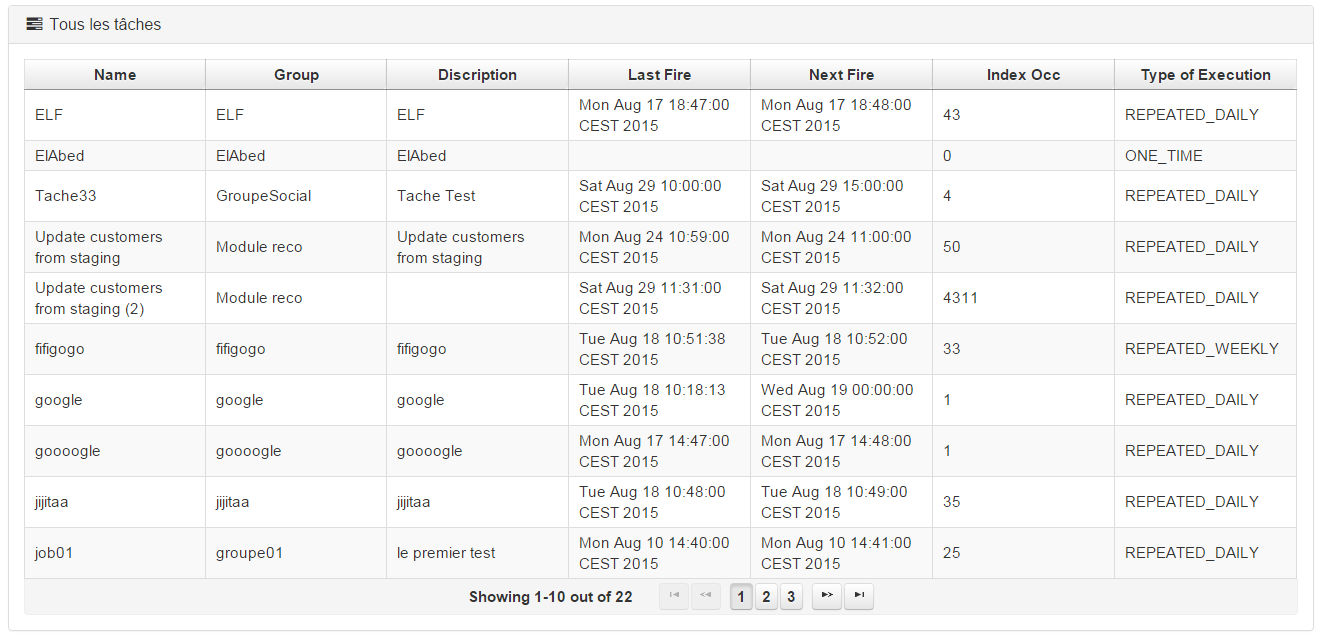 Tous les tâches
Name Group Discription Last Fire Next Fire Index Occ Type of Execution
ELF ELF ELF Mon Aug 17 18:47:00 CEST 2015 Mon Aug 17 18:48:00 CEST 2015 43 REPEATED_DAILY
ElAbed ElAbed ElAbed 0 ONE_TIME
Tache33 GroupeSocial Tache Test Sat Aug 29 10:00:00 CEST 2015 Sat Aug 29 15:00:00 CEST 2015 4 REPEATED_DAILY
Update customers from staging Module reco Update customers from staging Mon Aug 24 10:59:00 CEST 2015 Mon Aug 24 11:00:00 CEST 2015 50 REPEATED_DAILY
Update customers from staging (2) Module reco Sat Aug 29 11:31:00 CEST 2015 Sat Aug 29 11:32:00 CEST 2015 4311 REPEATED_DAILY
fifigogo fifigogo fifigogo Tue Aug 18 10:51:38 CEST 2015 Tue Aug 18 10:52:00 CEST 2015 33 REPEATED_WEEKLY
google google google Tue Aug 18 10:18:13 CEST 2015 Wed Aug 19 00:00:00 CEST 2015 1 REPEATED_DAILY
goooogle goooogle goooogle Mon Aug 17 14:47:00 CEST 2015 Mon Aug 17 14:48:00 CEST 2015 1 REPEATED_DAILY
jijitaa jijitaa jijitaa Tue Aug 18 10:48:00 CEST 2015 Tue Aug 18 10:49:00 CEST 2015 35 REPEATED_DAILY
job01 groupe01 le premier test Mon Aug 10 14:40:00 CEST 2015 Mon Aug 10 14:41:00 CEST 2015 25 REPEATED_DAILY
Showing 1-10 out of 22 1 2 3